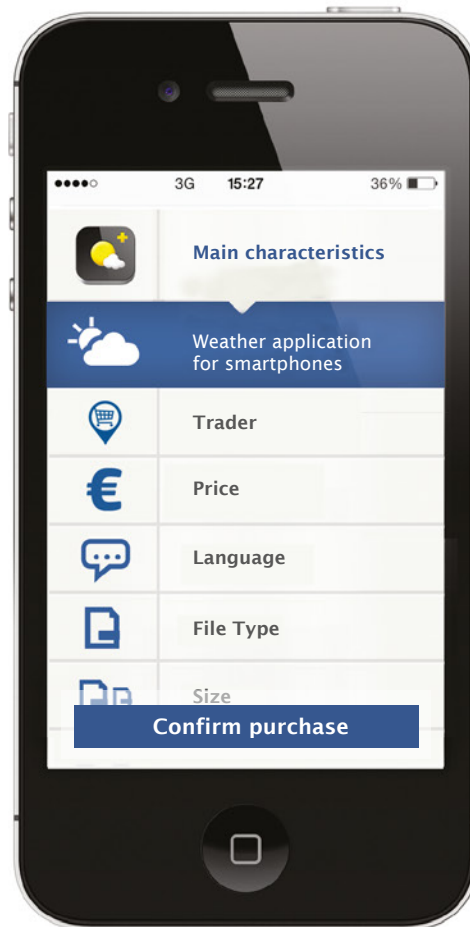 3G 15:27 36%
Main characteristics
Weather application
for smartphones
Trader
Price
€
Language
File Type
Size
Confirm purchase